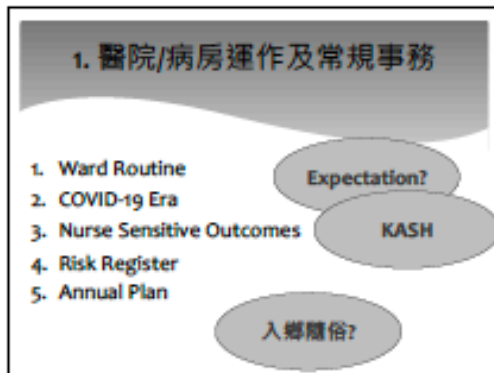 1. 醫院/病房運作及常規事務
1. Ward Routine
2. COVID-19 Era
3. Nurse Sensitive Outcomes
4. Risk Register
5. Annual Plan
Expectation?
KASH
入鄉隨俗?